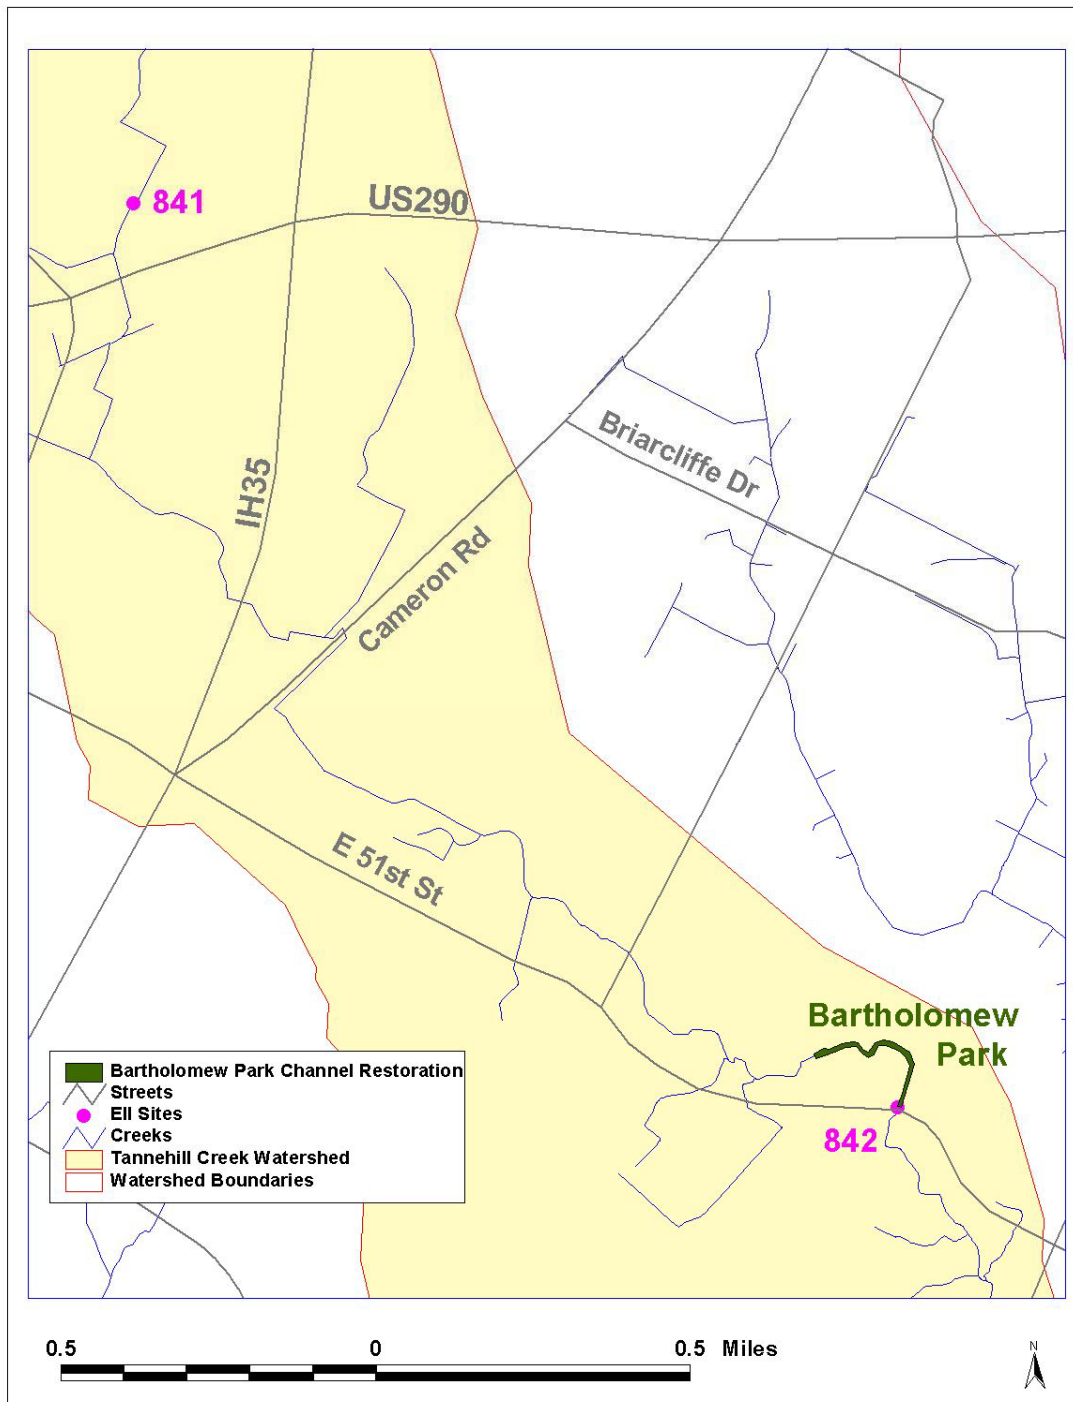 841
US290
Briarcliffe Dr
IH35
Cameron Rd
E 51st St
Bartholomew
Park
842
Bartholomew Park Channel Restoration
Streets
EII Sites
Creeks
Tannehill Creek Watershed
Watershed Boundaries
0.5 0 0.5 Miles
N